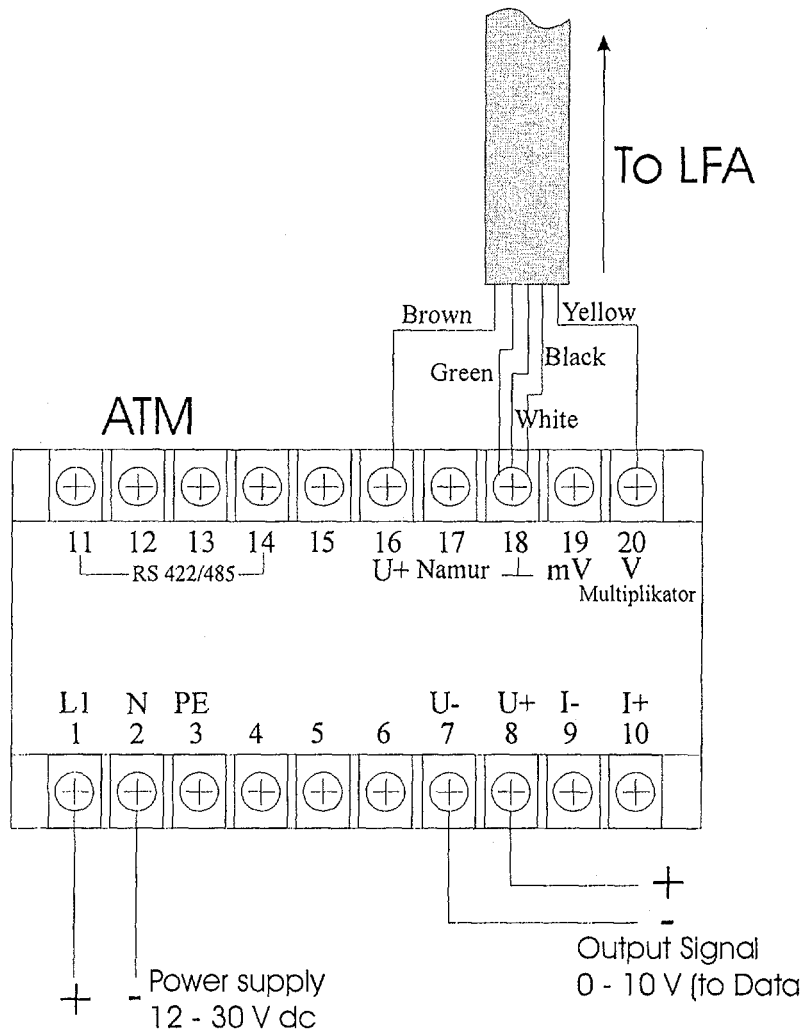 To LFA
Brown
Yellow
Green
Black
White
ATM
11 12 13 14 15 16 17 18 19 20
RS 422/485
U+ Namur ⊥ mV V
Multiplikator
L1 N PE U- U+ I- I+
1 2 3 4 5 6 7 8 9 10
+ -
Power supply
12 - 30 V dc
+
-
Output Signal
0 - 10 V (to Data